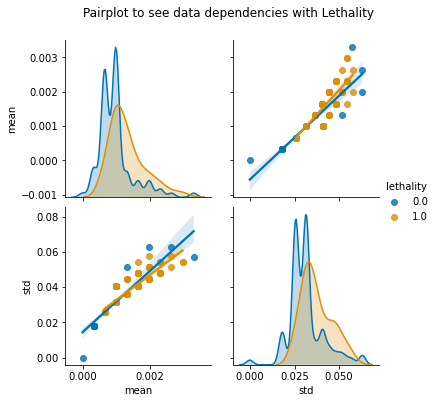 Pairplot to see data dependencies with Lethality
0.003
0.002
0.001
0.000
−0.001
mean
lethality
0.0
1.0
0.08
0.06
0.04
0.02
0.00
std
0.000 0.002
mean
0.000 0.025 0.050
std